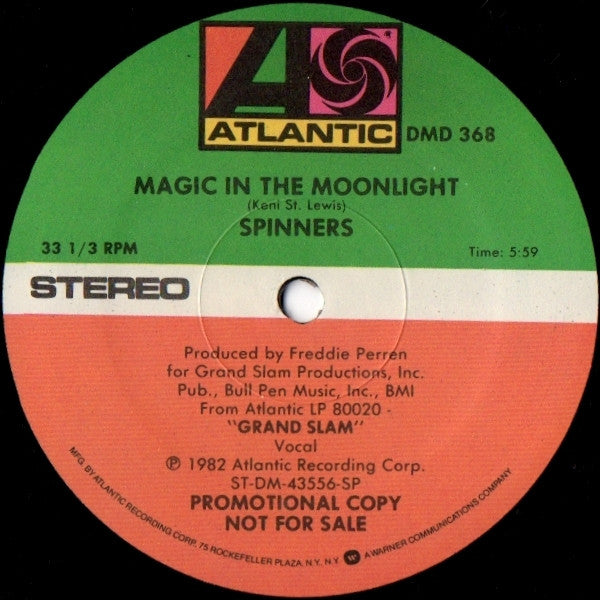 ATLANTIC
DMD 368
MAGIC IN THE MOONLIGHT
(Keni St. Lewis)
SPINNERS
33 1/3 RPM
Time: 5:59
STEREO
Produced by Freddie Perren
for Grand Slam Productions, Inc.
Pub., Bull Pen Music, Inc., BMI
From Atlantic LP 80020 -
"GRAND SLAM"
Vocal
℗ 1982 Atlantic Recording Corp.
ST-DM-43556-SP
PROMOTIONAL COPY
NOT FOR SALE
MFG. BY ATLANTIC RECORDING CORP. 75 ROCKEFELLER PLAZA. N.Y. N.Y. A WARNER COMMUNICATIONS COMPANY